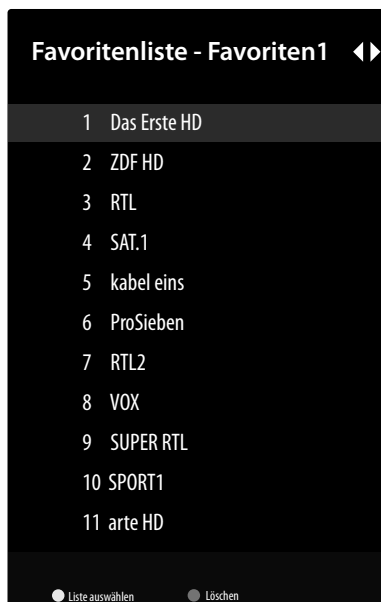 Favoritenliste - Favoriten1
1 Das Erste HD
2 ZDF HD
3 RTL
4 SAT.1
5 kabel eins
6 ProSieben
7 RTL2
8 VOX
9 SUPER RTL
10 SPORT1
11 arte HD
Liste auswählen Löschen